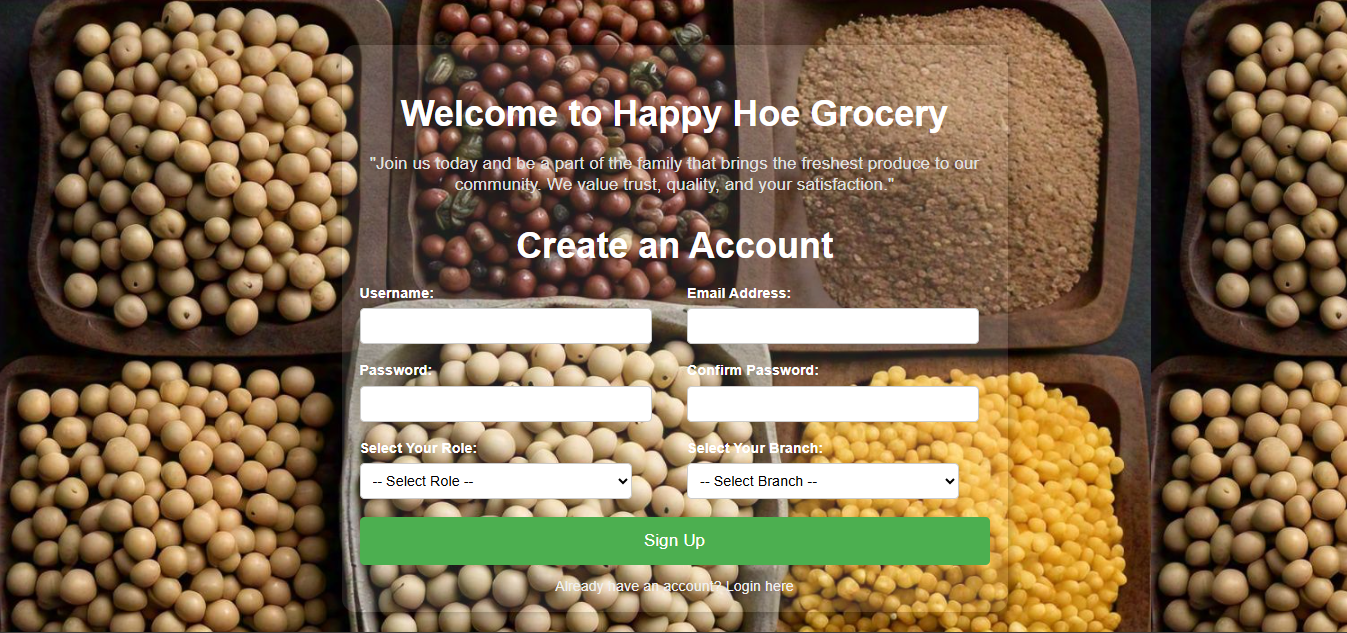 Welcome to Happy Hoe Grocery
"Join us today and be a part of the family that brings the freshest produce to our
community. We value trust, quality, and your satisfaction."
Create an Account
Username:
Email Address:
Password:
Confirm Password:
Select Your Role:
Select Your Branch:
-- Select Role --
-- Select Branch --
Sign Up
Already have an account? Login here